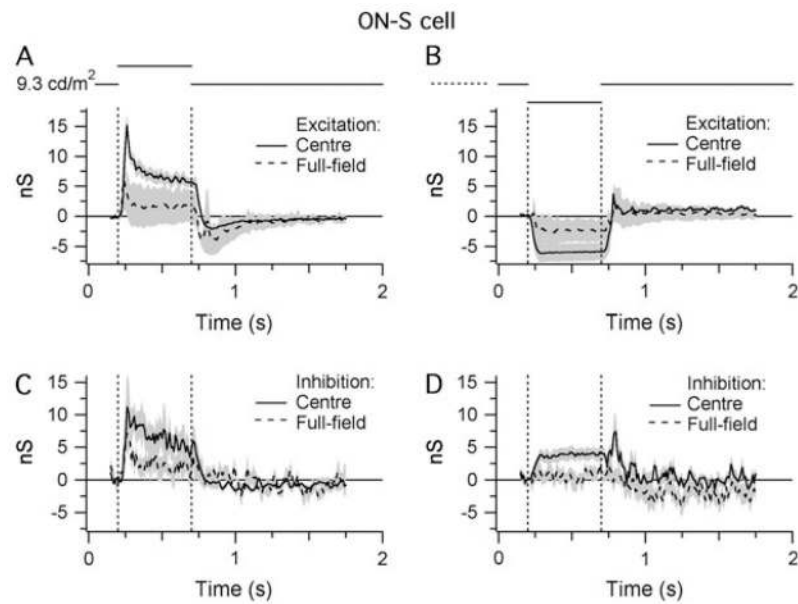 ON-S cell
A
9.3 cd/m²
Excitation:
Centre
Full-field
15
10
5
0
-5
nS
0
1
2
Time (s)
B
Excitation:
Centre
Full-field
15
10
5
0
-5
nS
0
1
2
Time (s)
C
Inhibition:
Centre
Full-field
15
10
5
0
-5
nS
0
1
2
Time (s)
D
Inhibition:
Centre
Full-field
15
10
5
0
-5
nS
0
1
2
Time (s)